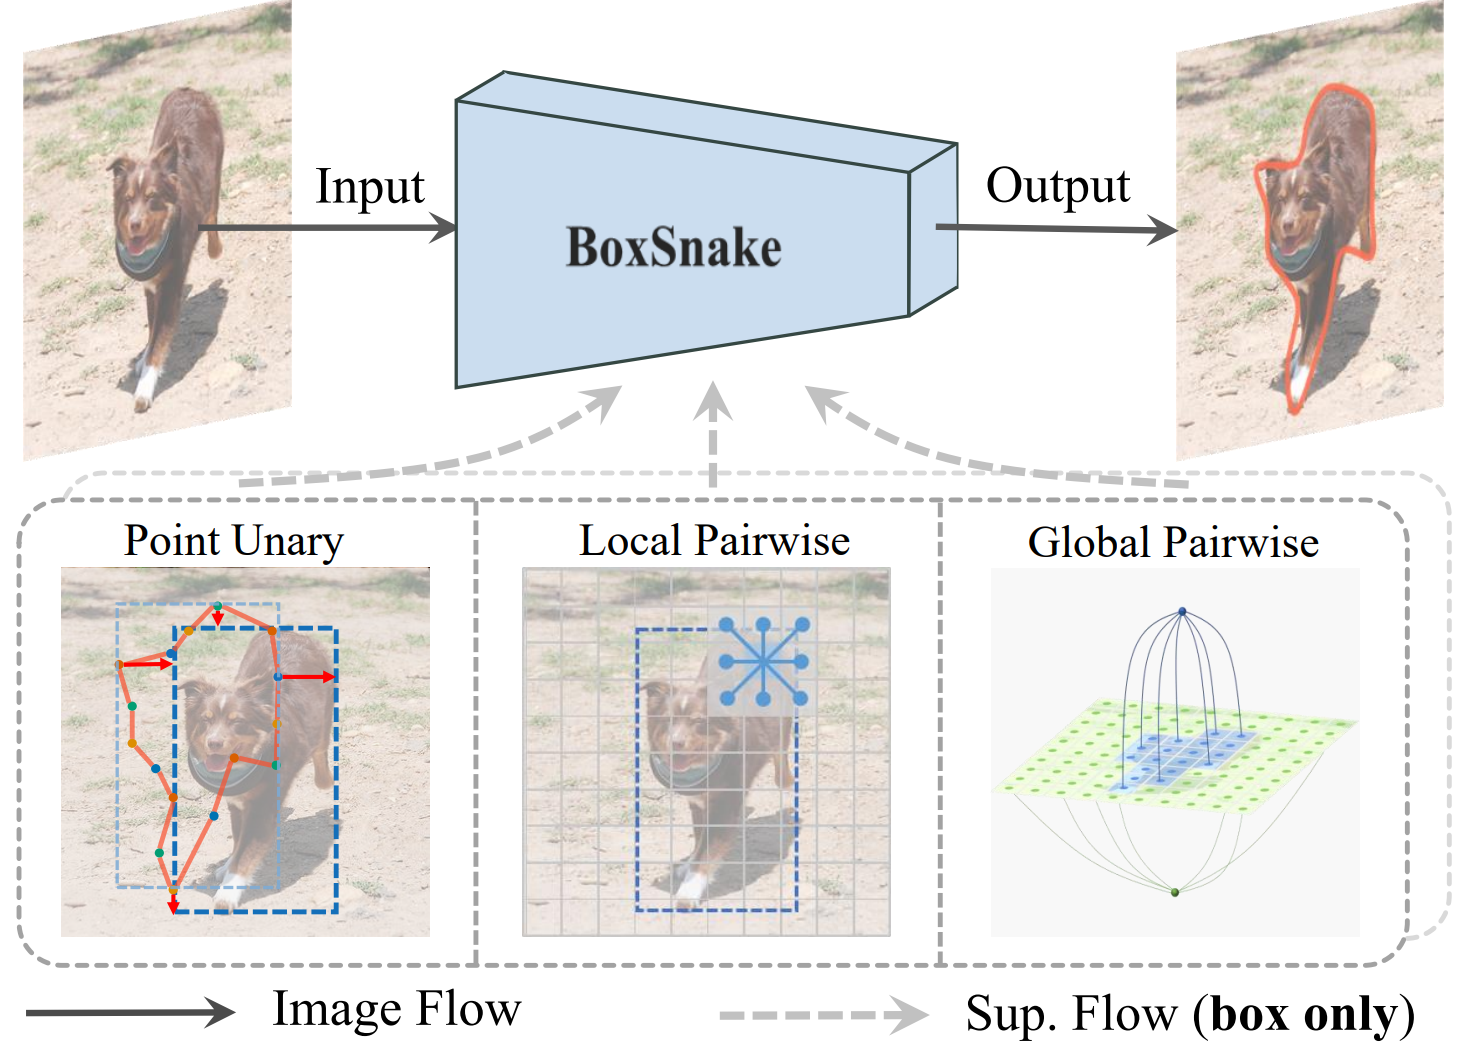 Input
BoxSnake
Output
Point Unary
Local Pairwise
Global Pairwise
Image Flow
Sup. Flow (box only)